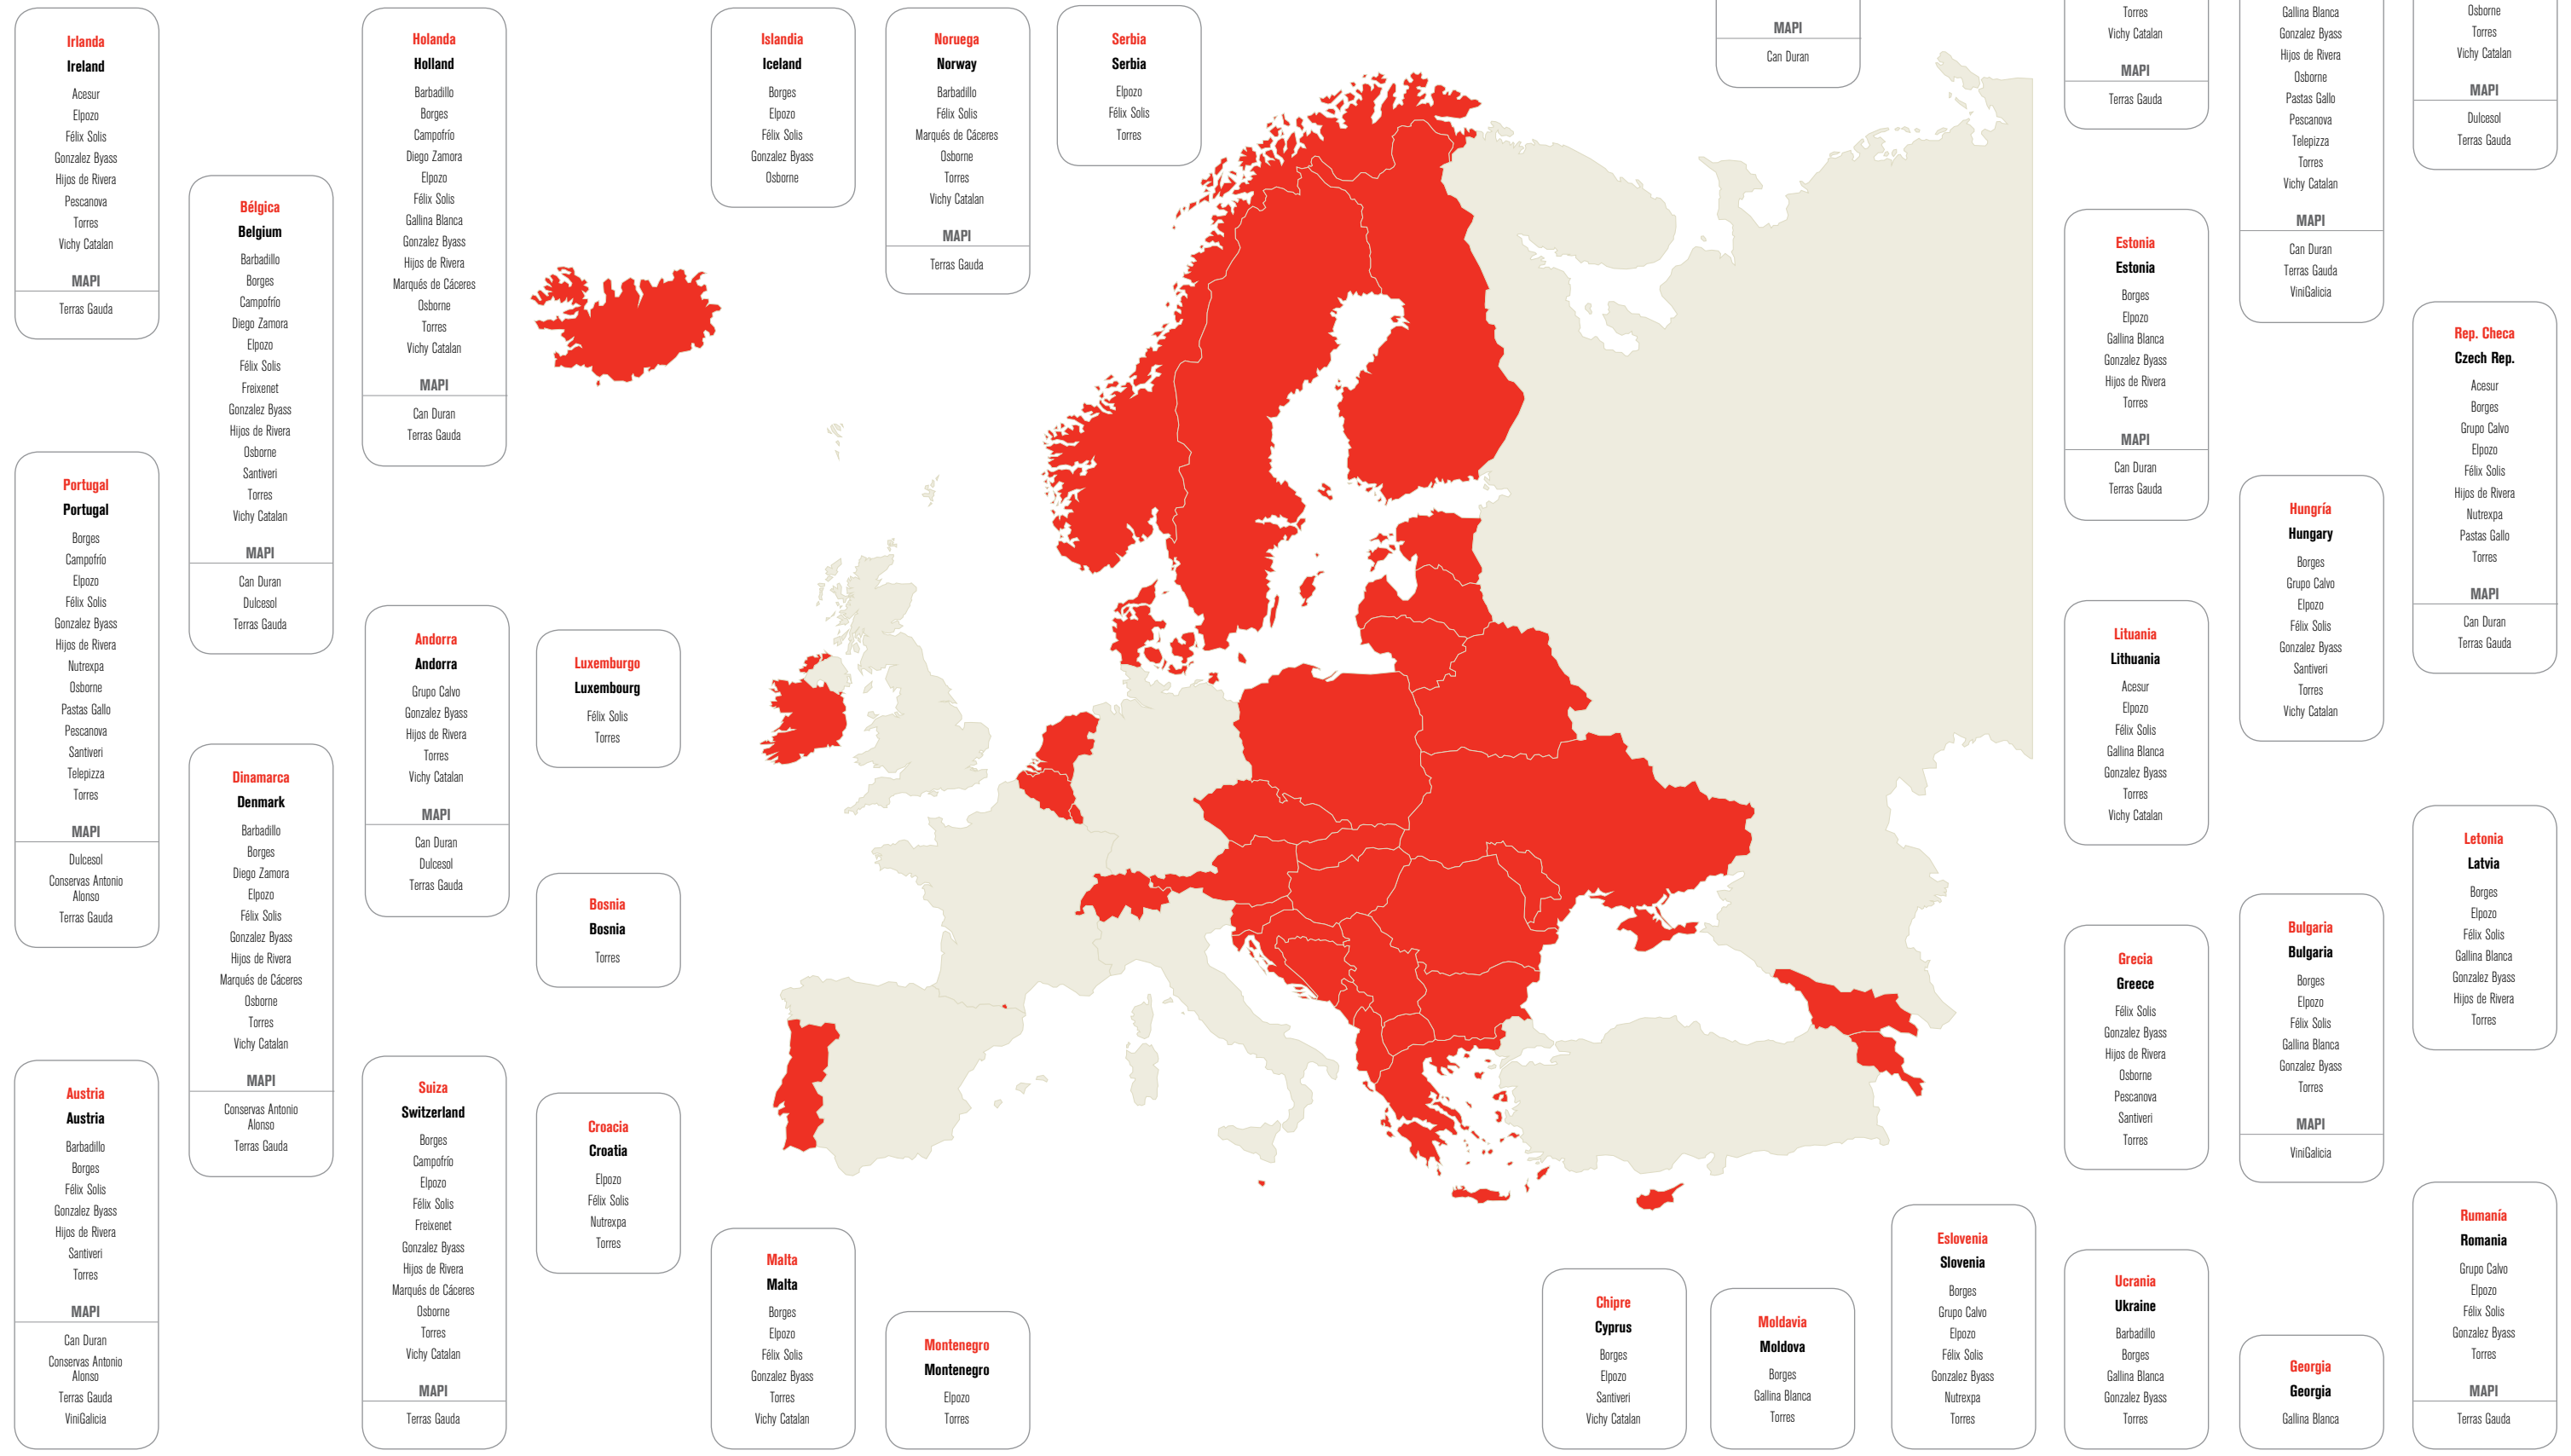 Irlanda
Ireland
Acesur
Elpozo
Félix Solis
Gonzalez Byass
Hijos de Rivera
Pescanova
Torres
Vichy Catalan
MAPI
Terras Gauda
Portugal
Portugal
Borges
Campofrío
Elpozo
Félix Solis
Gonzalez Byass
Hijos de Rivera
Nutrexpa
Osborne
Pastas Gallo
Pescanova
Santiveri
Telepizza
Torres
MAPI
Dulcesol
Conservas Antonio
Alonso
Terras Gauda
Austria
Austria
Barbadillo
Borges
Félix Solis
Gonzalez Byass
Hijos de Rivera
Santiveri
Torres
MAPI
Can Duran
Conservas Antonio
Alonso
Terras Gauda
ViniGalicia
Bélgica
Belgium
Barbadillo
Borges
Campofrío
Diego Zamora
Elpozo
Félix Solis
Freixenet
Gonzalez Byass
Hijos de Rivera
Osborne
Santiveri
Torres
Vichy Catalan
MAPI
Can Duran
Dulcesol
Terras Gauda
Dinamarca
Denmark
Barbadillo
Borges
Diego Zamora
Elpozo
Félix Solis
Gonzalez Byass
Hijos de Rivera
Marqués de Cáceres
Osborne
Torres
Vichy Catalan
MAPI
Conservas Antonio
Alonso
Terras Gauda
Holanda
Holland
Barbadillo
Borges
Campofrío
Diego Zamora
Elpozo
Félix Solis
Gallina Blanca
Gonzalez Byass
Hijos de Rivera
Marqués de Cáceres
Osborne
Torres
Vichy Catalan
MAPI
Can Duran
Terras Gauda
Andorra
Andorra
Grupo Calvo
Gonzalez Byass
Hijos de Rivera
Torres
Vichy Catalan
MAPI
Can Duran
Dulcesol
Terras Gauda
Suiza
Switzerland
Borges
Campofrío
Elpozo
Félix Solis
Freixenet
Gonzalez Byass
Hijos de Rivera
Marqués de Cáceres
Osborne
Torres
Vichy Catalan
MAPI
Terras Gauda
Luxemburgo
Luxembourg
Félix Solis
Torres
Bosnia
Bosnia
Torres
Croacia
Croatia
Elpozo
Félix Solis
Nutrexpa
Torres
Islandia
Iceland
Borges
Elpozo
Félix Solis
Gonzalez Byass
Osborne
Malta
Malta
Borges
Elpozo
Félix Solis
Gonzalez Byass
Torres
Vichy Catalan
Noruega
Norway
Barbadillo
Félix Solis
Marqués de Cáceres
Osborne
Torres
Vichy Catalan
MAPI
Terras Gauda
Montenegro
Montenegro
Elpozo
Torres
Serbia
Serbia
Elpozo
Félix Solis
Torres
Chipre
Cyprus
Borges
Elpozo
Santiveri
Vichy Catalan
MAPI
Can Duran
Moldavia
Moldova
Borges
Gallina Blanca
Torres
Eslovenia
Slovenia
Borges
Grupo Calvo
Elpozo
Félix Solis
Gonzalez Byass
Nutrexpa
Torres
Torres
Vichy Catalan
MAPI
Terras Gauda
Estonia
Estonia
Borges
Elpozo
Gallina Blanca
Gonzalez Byass
Hijos de Rivera
Torres
MAPI
Can Duran
Terras Gauda
Lituania
Lithuania
Acesur
Elpozo
Félix Solis
Gallina Blanca
Gonzalez Byass
Torres
Vichy Catalan
Grecia
Greece
Félix Solis
Gonzalez Byass
Hijos de Rivera
Osborne
Pescanova
Santiveri
Torres
Ucrania
Ukraine
Barbadillo
Borges
Gallina Blanca
Gonzalez Byass
Torres
Gallina Blanca
Gonzalez Byass
Hijos de Rivera
Osborne
Pastas Gallo
Pescanova
Telepizza
Torres
Vichy Catalan
MAPI
Can Duran
Terras Gauda
ViniGalicia
Hungría
Hungary
Borges
Grupo Calvo
Elpozo
Félix Solis
Gonzalez Byass
Santiveri
Torres
Vichy Catalan
Bulgaria
Bulgaria
Borges
Elpozo
Félix Solis
Gallina Blanca
Gonzalez Byass
Torres
MAPI
ViniGalicia
Georgia
Georgia
Gallina Blanca
Osborne
Torres
Vichy Catalan
MAPI
Dulcesol
Terras Gauda
Rep. Checa
Czech Rep.
Acesur
Borges
Grupo Calvo
Elpozo
Félix Solis
Hijos de Rivera
Nutrexpa
Pastas Gallo
Torres
MAPI
Can Duran
Terras Gauda
Letonia
Latvia
Borges
Elpozo
Félix Solis
Gallina Blanca
Gonzalez Byass
Hijos de Rivera
Torres
Rumanía
Romania
Grupo Calvo
Elpozo
Félix Solis
Gonzalez Byass
Torres
MAPI
Terras Gauda